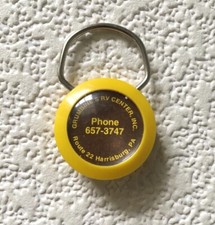 RV CENTER, INC.
Phone
657-3747
Route 22 Harrisburg, PA